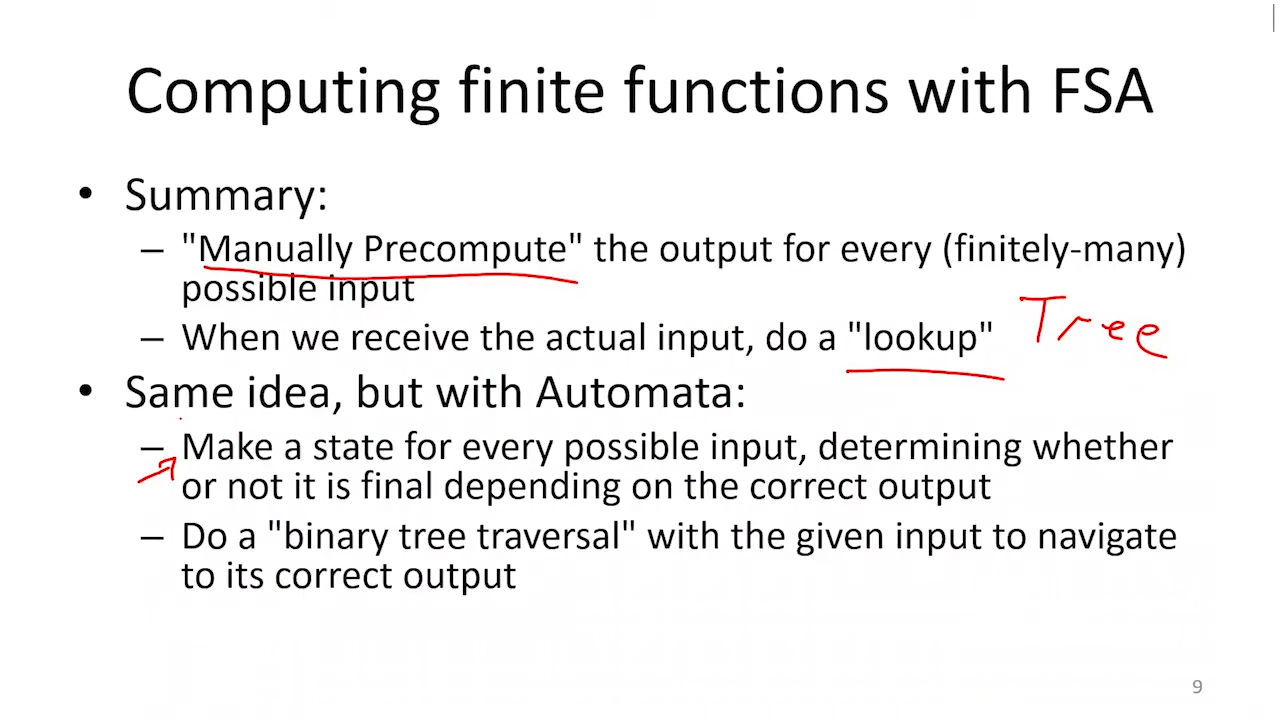 Computing finite functions with FSA
• Summary:
– "Manually Precompute" the output for every (finitely-many)
possible input
– When we receive the actual input, do a "lookup" Tree
• Same idea, but with Automata:
– Make a state for every possible input, determining whether
or not it is final depending on the correct output
– Do a "binary tree traversal" with the given input to navigate
to its correct output
9